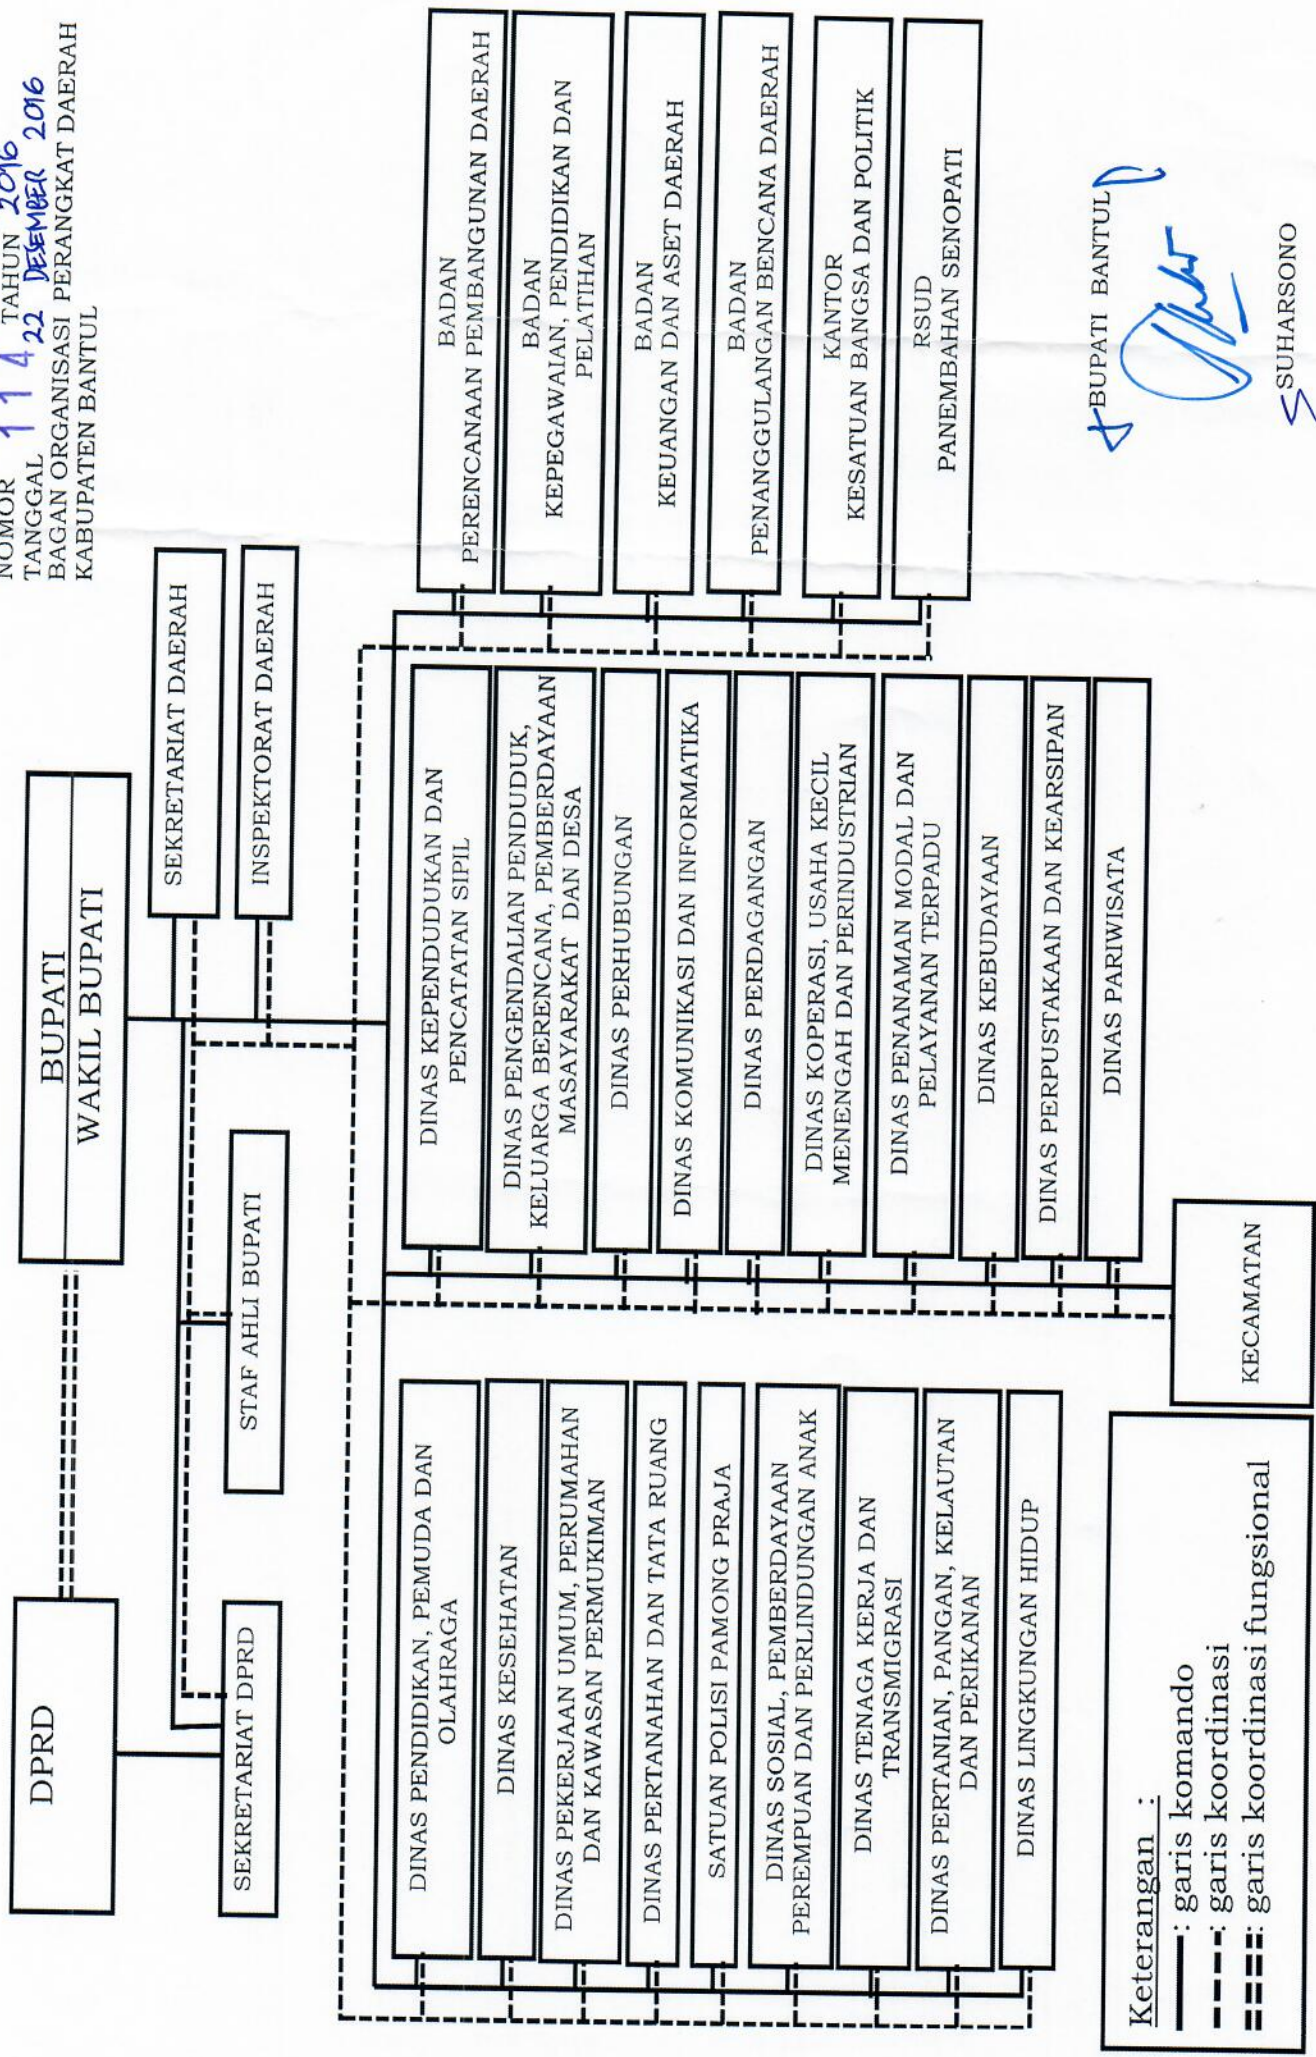 NOMOR 114 TAHUN 2016
TANGGAL 22 DESEMBER 2016
BAGAN ORGANISASI PERANGKAT DAERAH
KABUPATEN BANTUL
DPRD
BUPATI
WAKIL BUPATI
SEKRETARIAT DAERAH
INSPEKTORAT DAERAH
SEKRETARIAT DPRD
STAF AHLI BUPATI
DINAS PENDIDIKAN, PEMUDA DAN
OLAHRAGA
DINAS KESEHATAN
DINAS PEKERJAAN UMUM, PERUMAHAN
DAN KAWASAN PERMUKIMAN
DINAS PERTANAHAN DAN TATA RUANG
SATUAN POLISI PAMONG PRAJA
DINAS SOSIAL, PEMBERDAYAAN
PEREMPUAN DAN PERLINDUNGAN ANAK
DINAS TENAGA KERJA DAN
TRANSMIGRASI
DINAS PERTANIAN, PANGAN, KELAUTAN
DAN PERIKANAN
DINAS LINGKUNGAN HIDUP
DINAS KEPENDUDUKAN DAN
PENCATATAN SIPIL
DINAS PENGENDALIAN PENDUDUK,
KELUARGA BERENCANA, PEMBERDAYAAN
MASAYARAKAT DAN DESA
DINAS PERHUBUNGAN
DINAS KOMUNIKASI DAN INFORMATIKA
DINAS PERDAGANGAN
DINAS KOPERASI, USAHA KECIL
MENENGAH DAN PERINDUSTRIAN
DINAS PENANAMAN MODAL DAN
PELAYANAN TERPADU
DINAS KEBUDAYAAN
DINAS PERPUSTAKAAN DAN KEARSIPAN
DINAS PARIWISATA
BADAN
PERENCANAAN PEMBANGUNAN DAERAH
BADAN
KEPEGAWAIAN, PENDIDIKAN DAN
PELATIHAN
BADAN
KEUANGAN DAN ASET DAERAH
BADAN
PENANGGULANGAN BENCANA DAERAH
KANTOR
KESATUAN BANGSA DAN POLITIK
RSUD
PANEMBAHAN SENOPATI
KECAMATAN
Keterangan :
: garis komando
: garis koordinasi
: garis koordinasi fungsional
BUPATI BANTUL
SUHARSONO